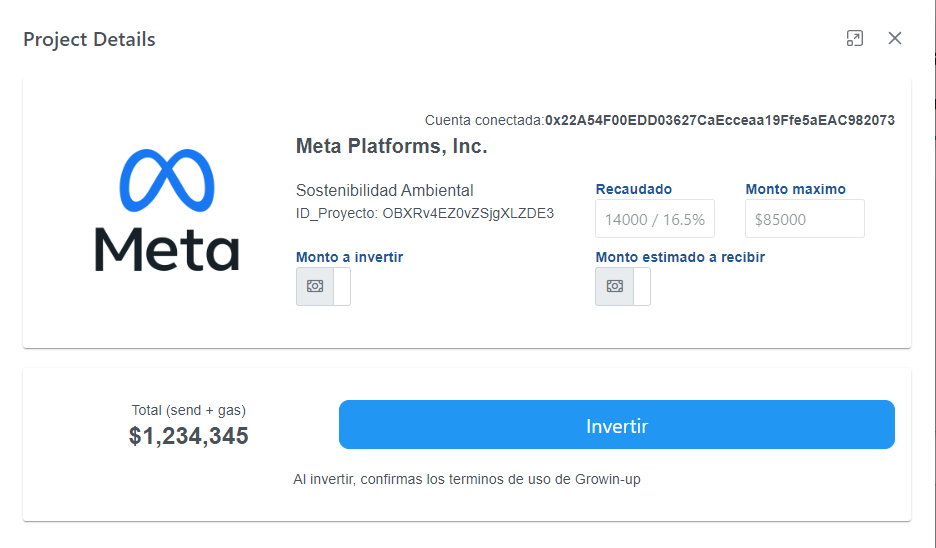 Project Details
Cuenta conectada:0x22A54F00EDD03627CaEcceaa19Ffe5aEAC982073
Meta Platforms, Inc.
Meta
Sostenibilidad Ambiental
ID_Proyecto: OBXRv4EZ0vZSjgXLZDE3
Recaudado
14000 / 16.5%
Monto maximo
$85000
Monto a invertir
Monto estimado a recibir
Total (send + gas)
$1,234,345
Invertir
Al invertir, confirmas los terminos de uso de Growin-up